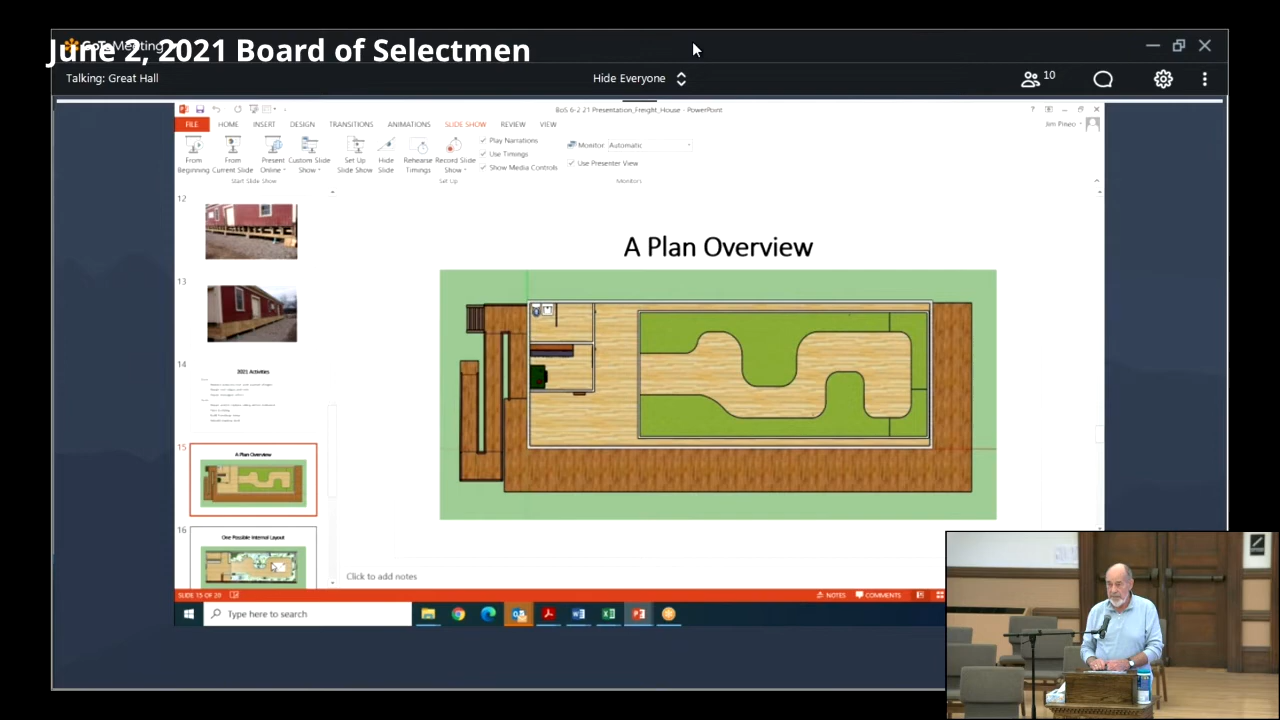 June 2, 2021 Board of Selectmen
GoToMeeting
Talking: Great Hall
Hide Everyone
10
BoS 6-2 21 Presentation_Freight_House - PowerPoint
FILE HOME INSERT DESIGN TRANSITIONS ANIMATIONS SLIDE SHOW REVIEW VIEW
Jim Pineo
From Beginning
From Current Slide
Present Online
Custom Slide Show
Set Up Slide Show
Hide Slide
Rehearse Timings
Record Slide Show
Play Narrations
Use Timings
Show Media Controls
Monitor: Automatic
Use Presenter View
Start Slide Show
Set Up
Monitors
12
13
14
2021 Activities
15
A Plan Overview
16
One Possible Internal Layout
A Plan Overview
Click to add notes
SLIDE 15 OF 20
NOTES
COMMENTS
Type here to search